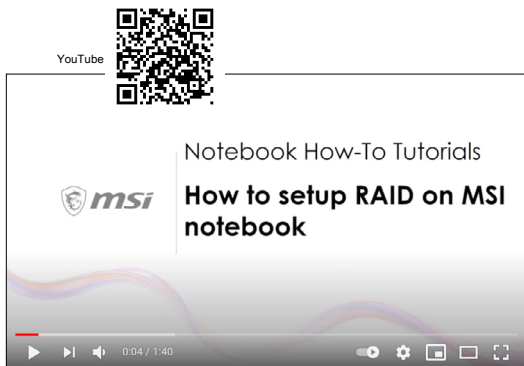 YouTube
Notebook How-To Tutorials
msi
How to setup RAID on MSI
notebook
0:04 / 1:40